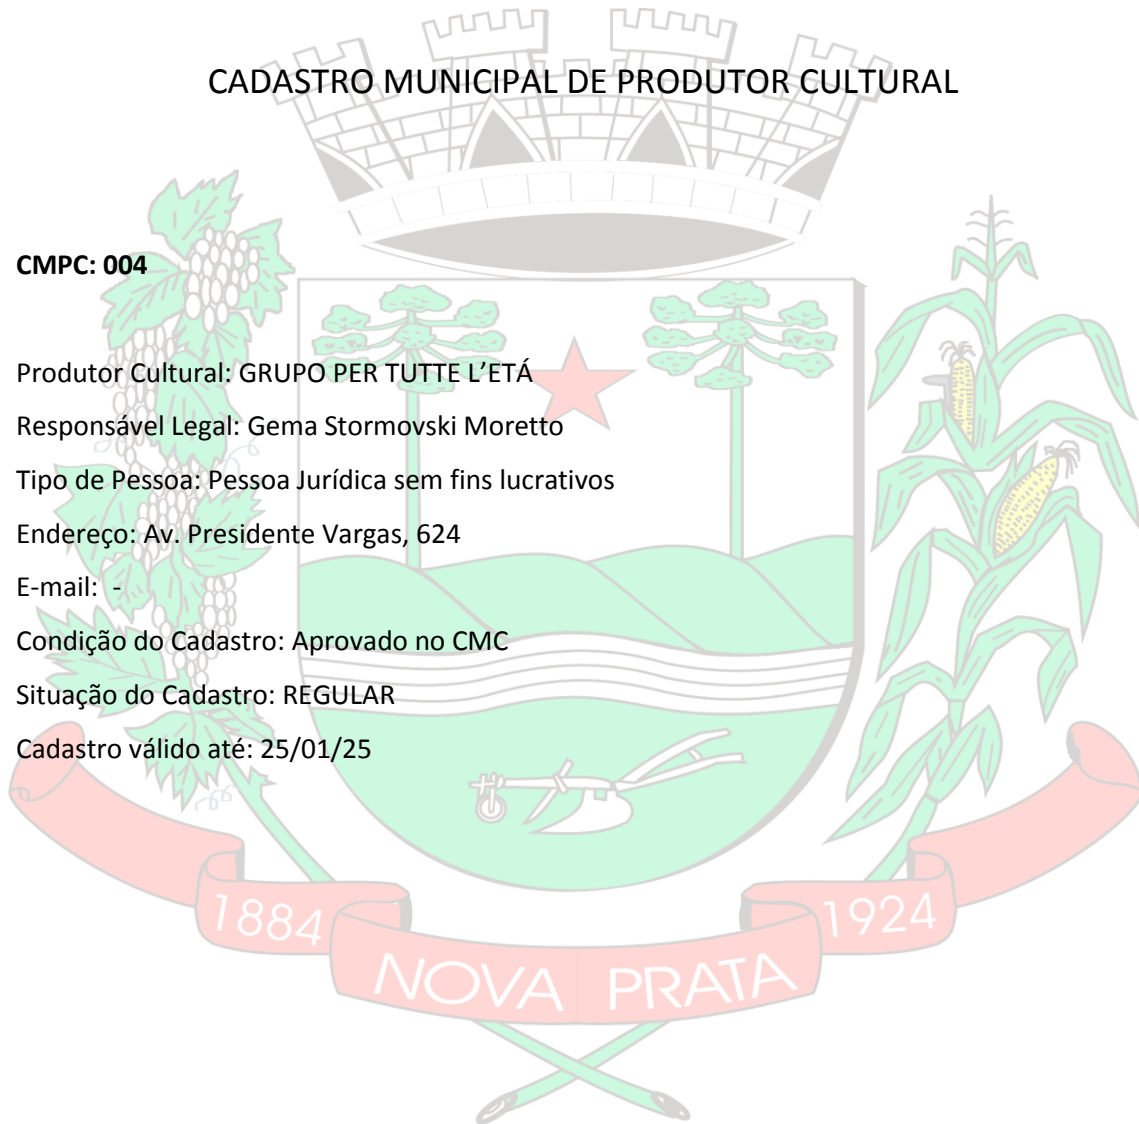 CADASTRO MUNICIPAL DE PRODUTOR CULTURAL
CMPC: 004
Produtor Cultural: GRUPO PER TUTTE L’ETÁ
Responsável Legal: Gema Stormovski Moretto
Tipo de Pessoa: Pessoa Jurídica sem fins lucrativos
Endereço: Av. Presidente Vargas, 624
E-mail: -
Condição do Cadastro: Aprovado no CMC
Situação do Cadastro: REGULAR
Cadastro válido até: 25/01/25
1884
1924
NOVA PRATA